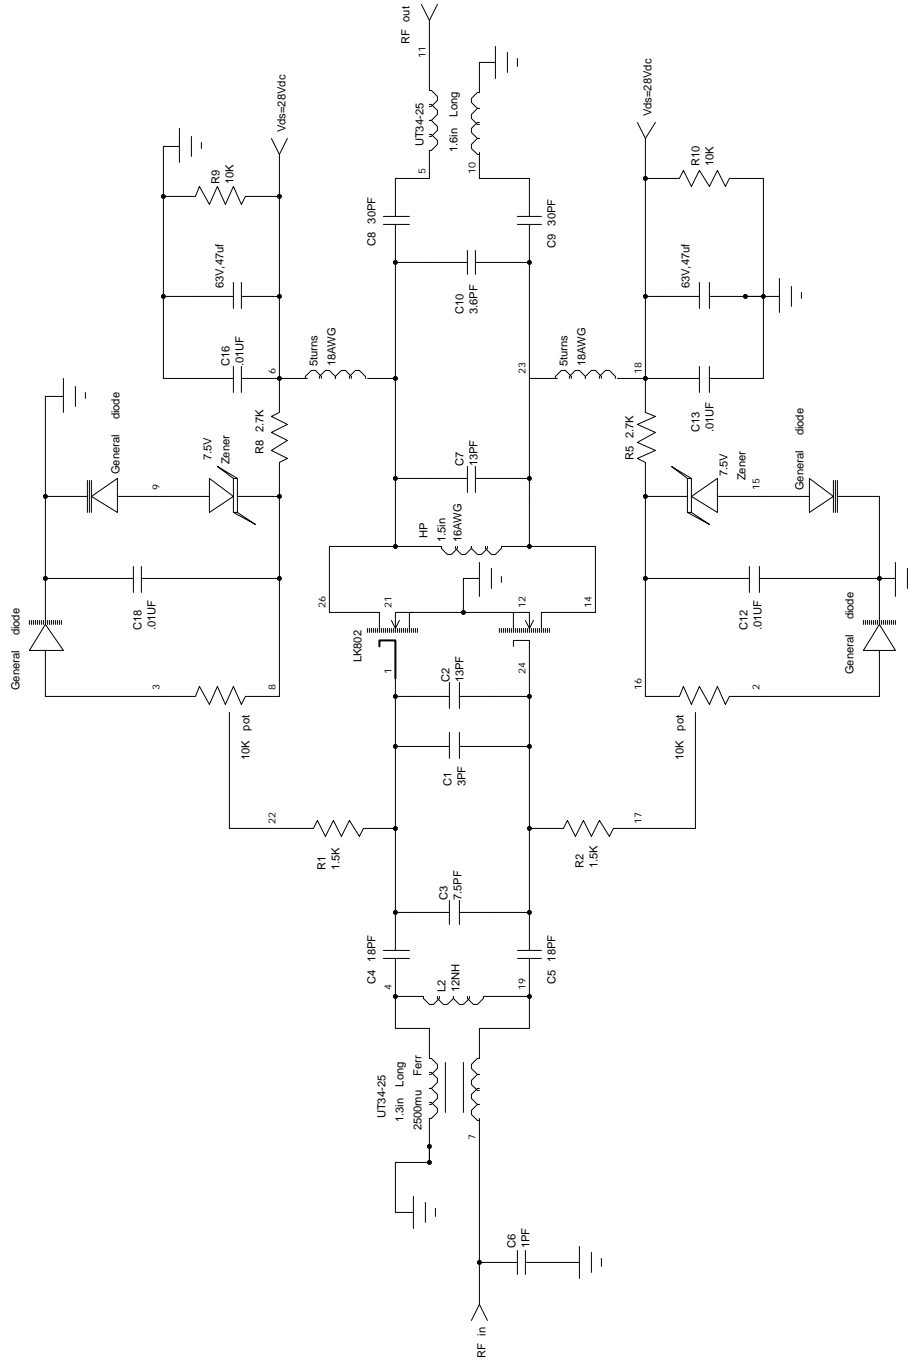 RF in
C6
1PF
7
UT34-25
1.3in Long
2500mu Ferr
4
L2
12NH
19
C4 18PF
C5 18PF
C3
7.5PF
R1
1.5K
22
R2
1.5K
17
C1
3PF
C2
13PF
1
24
LK802
26
21
12
14
10K pot
3
8
General diode
C18
.01UF
General diode
9
7.5V
Zener
R8 2.7K
6
C16
.01UF
63V,47uf
R9
10K
Vds=28Vdc
5turns
18AWG
HP
1.5in
16AWG
C7
13PF
23
C10
3.6PF
C8 30PF
C9 30PF
5
10
UT34-25
1.6in Long
11
RF out
5turns
18AWG
18
10K pot
16
2
General diode
C12
.01UF
General diode
15
7.5V
Zener
R5 2.7K
C13
.01UF
63V,47uf
R10
10K
Vds=28Vdc